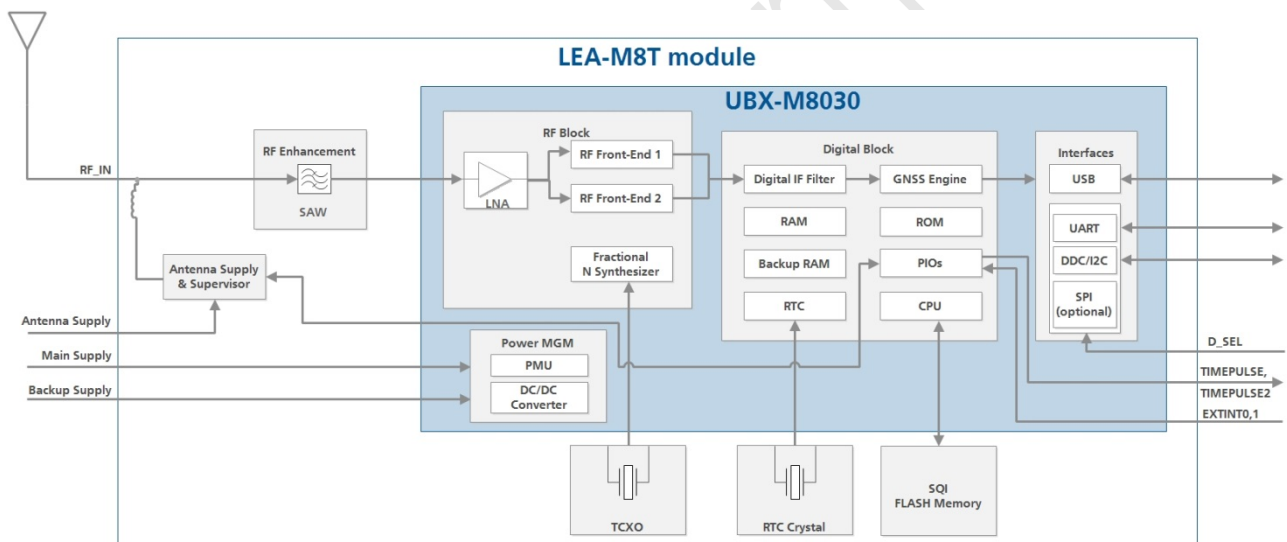 LEA-M8T module
UBX-M8030
RF_IN
RF Enhancement
SAW
RF Block
LNA
RF Front-End 1
RF Front-End 2
Fractional
N Synthesizer
Digital Block
Digital IF Filter
GNSS Engine
RAM
ROM
Backup RAM
PIOs
RTC
CPU
Interfaces
USB
UART
DDC/I2C
SPI
(optional)
Antenna Supply
& Supervisor
Antenna Supply
Main Supply
Backup Supply
Power MGM
PMU
DC/DC
Converter
D_SEL
TIMEPULSE,
TIMEPULSE2
EXTINT0,1
TCXO
RTC Crystal
SQI
FLASH Memory